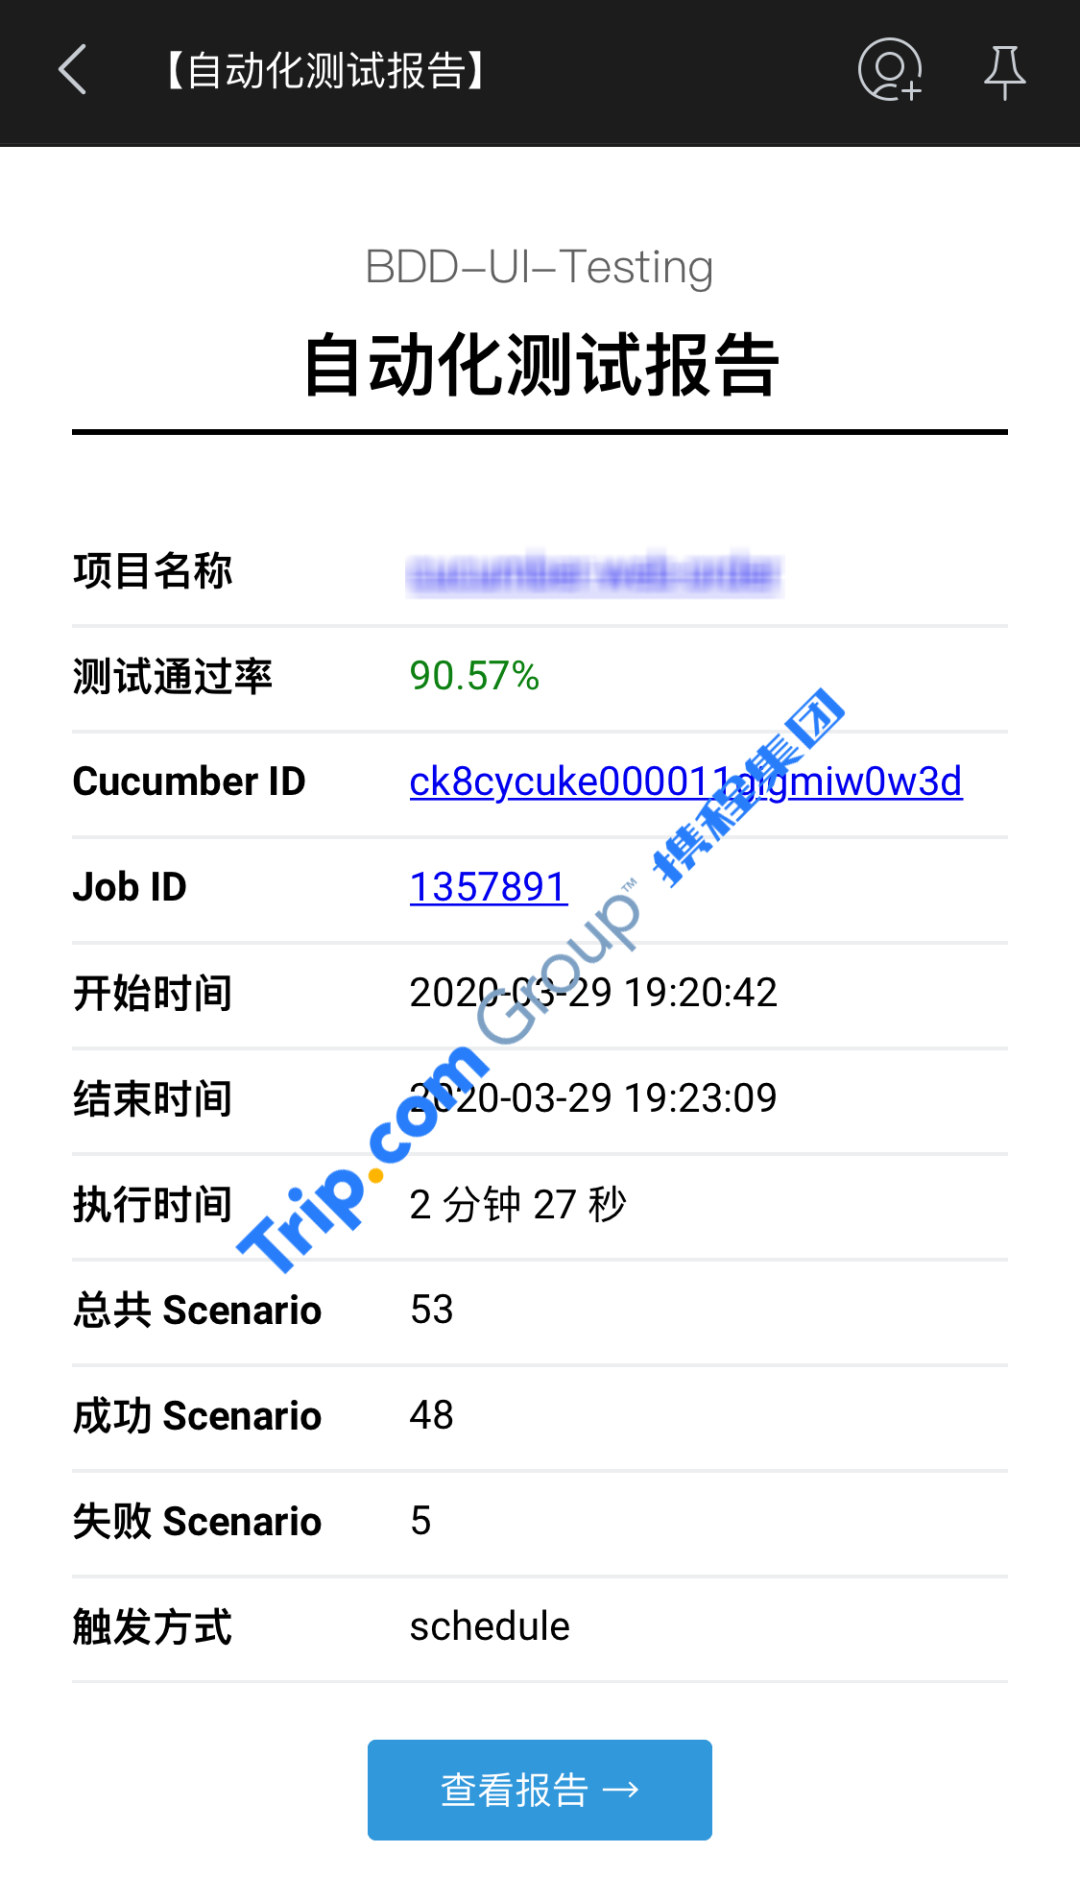 【自动化测试报告】
BDD-UI-Testing
自动化测试报告
项目名称
测试通过率 90.57%
Cucumber ID
Job ID 1357891
开始时间 2020-03-29 19:20:42
结束时间 2020-03-29 19:23:09
执行时间 2 分钟 27 秒
总共 Scenario 53
成功 Scenario 48
失败 Scenario 5
触发方式 schedule
查看报告 →
Trip.com Group™ 携程集团